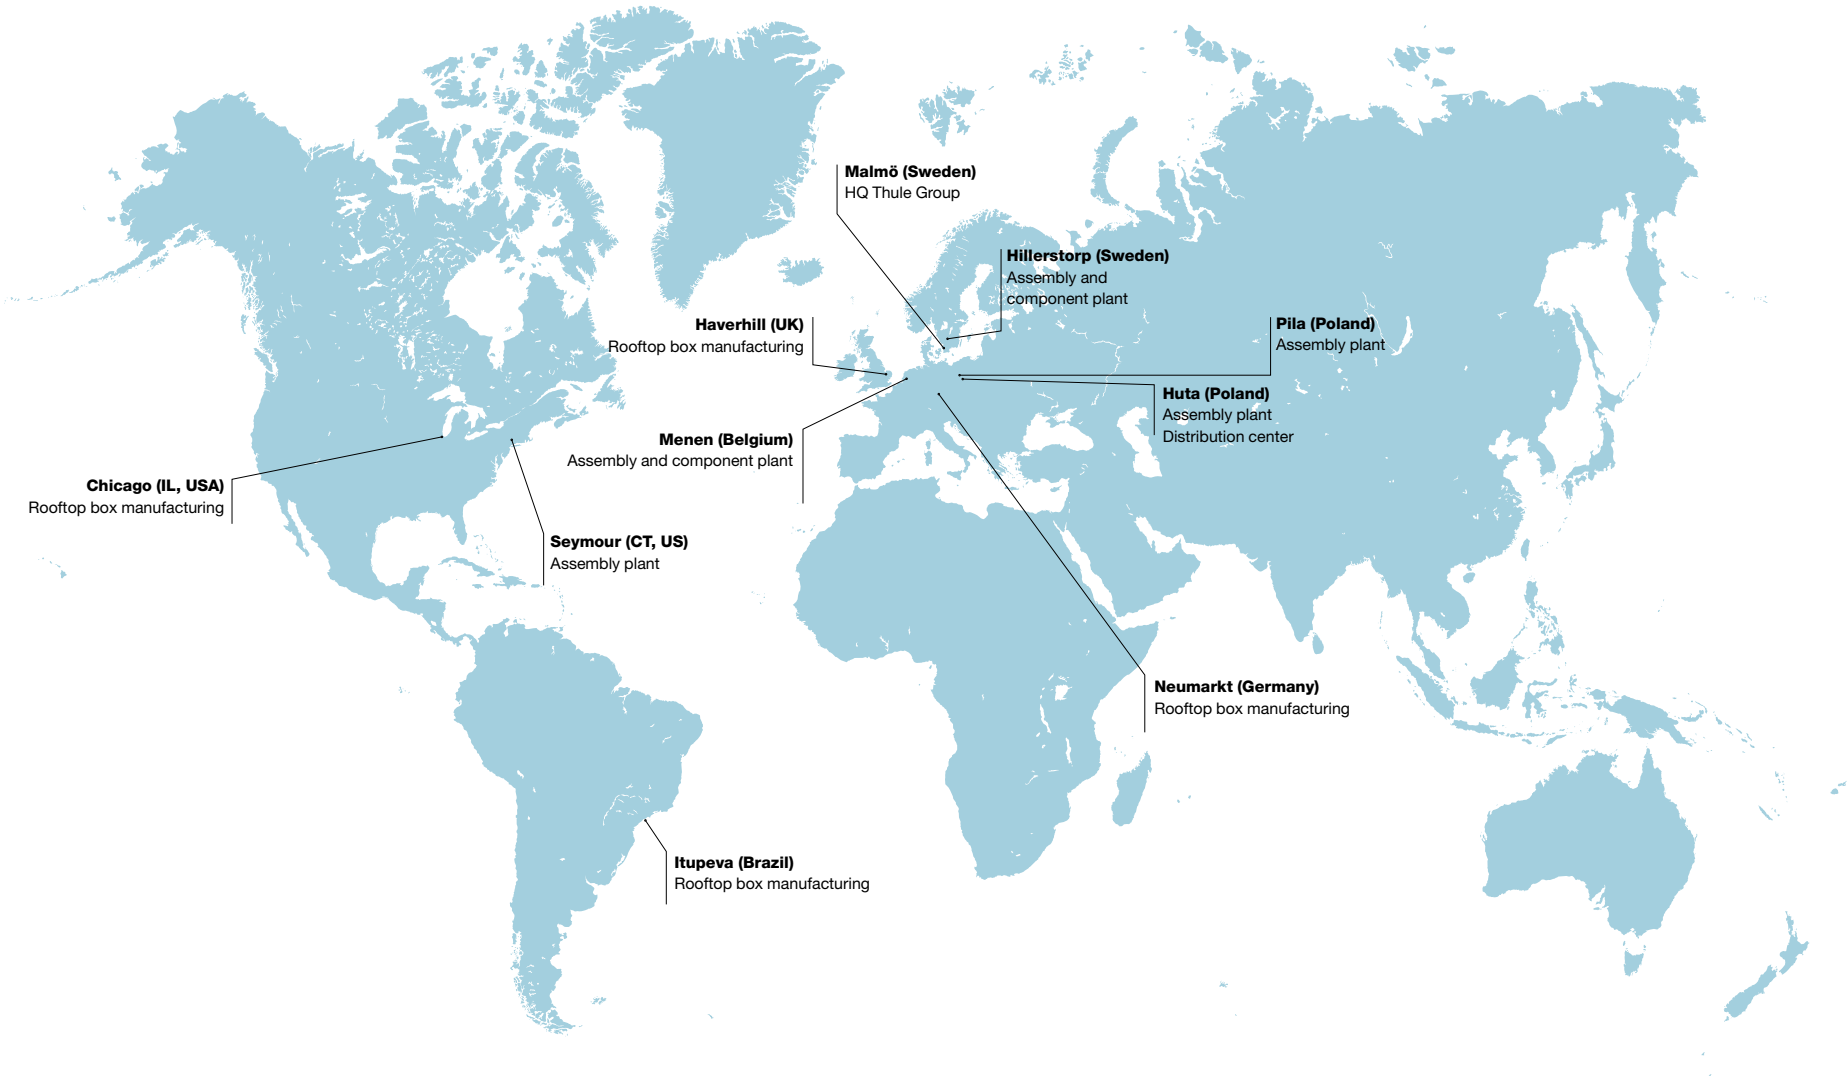 Malmö (Sweden)
HQ Thule Group
Hillerstorp (Sweden)
Assembly and
component plant
Haverhill (UK)
Rooftop box manufacturing
Pila (Poland)
Assembly plant
Huta (Poland)
Assembly plant
Distribution center
Menen (Belgium)
Assembly and component plant
Chicago (IL, USA)
Rooftop box manufacturing
Seymour (CT, US)
Assembly plant
Neumarkt (Germany)
Rooftop box manufacturing
Itupeva (Brazil)
Rooftop box manufacturing